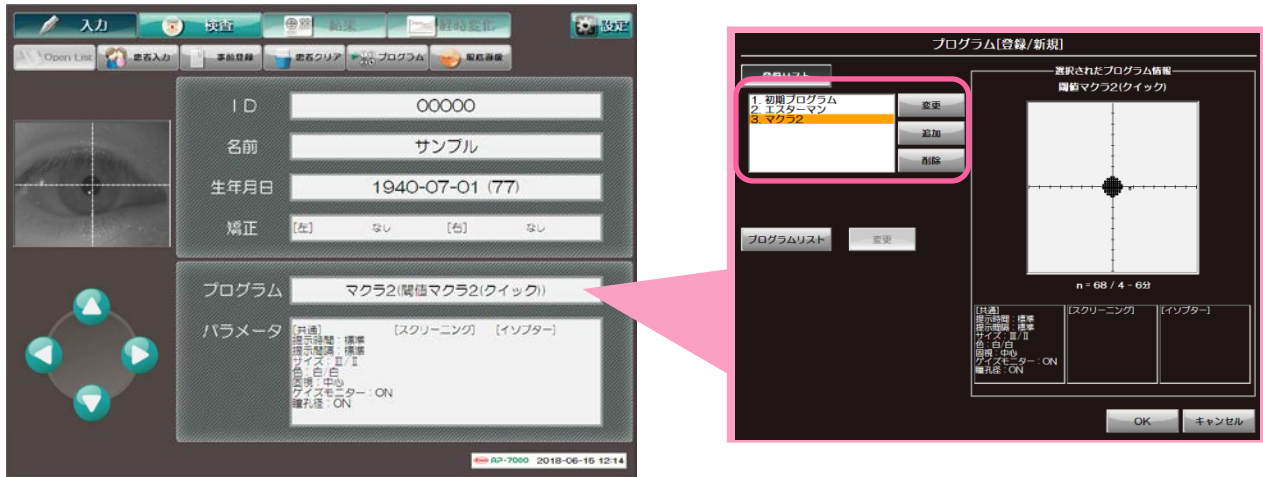 入力
検査
結果
経時変化
設定
Open List
患者入力
事前登録
患者クリア
プログラム
眼底画像
ID
00000
名前
サンプル
生年月日
1940-07-01 (77)
矯正
[左] なし [右] なし
プログラム
マクラ2(閾値マクラ2(クイック))
パラメータ
[共通] [スクリーニング] [イソプター]
提示時間:標準
提示間隔:標準
サイズ:Ⅲ/Ⅱ
色:白/白
固視:中心
ゲイズモニター:ON
瞳孔径:ON
AP-7000 2018-06-15 12:14
プログラム[登録/新規]
登録リスト
1. 初期プログラム
2. エスターマン
3. マクラ2
変更
追加
削除
プログラムリスト
変更
選択されたプログラム情報
閾値マクラ2(クイック)
n = 68 / 4 - 6分
[共通] [スクリーニング] [イソプター]
提示時間:標準
提示間隔:標準
サイズ:Ⅲ/Ⅱ
色:白/白
固視:中心
ゲイズモニター:ON
瞳孔径:ON
OK
キャンセル